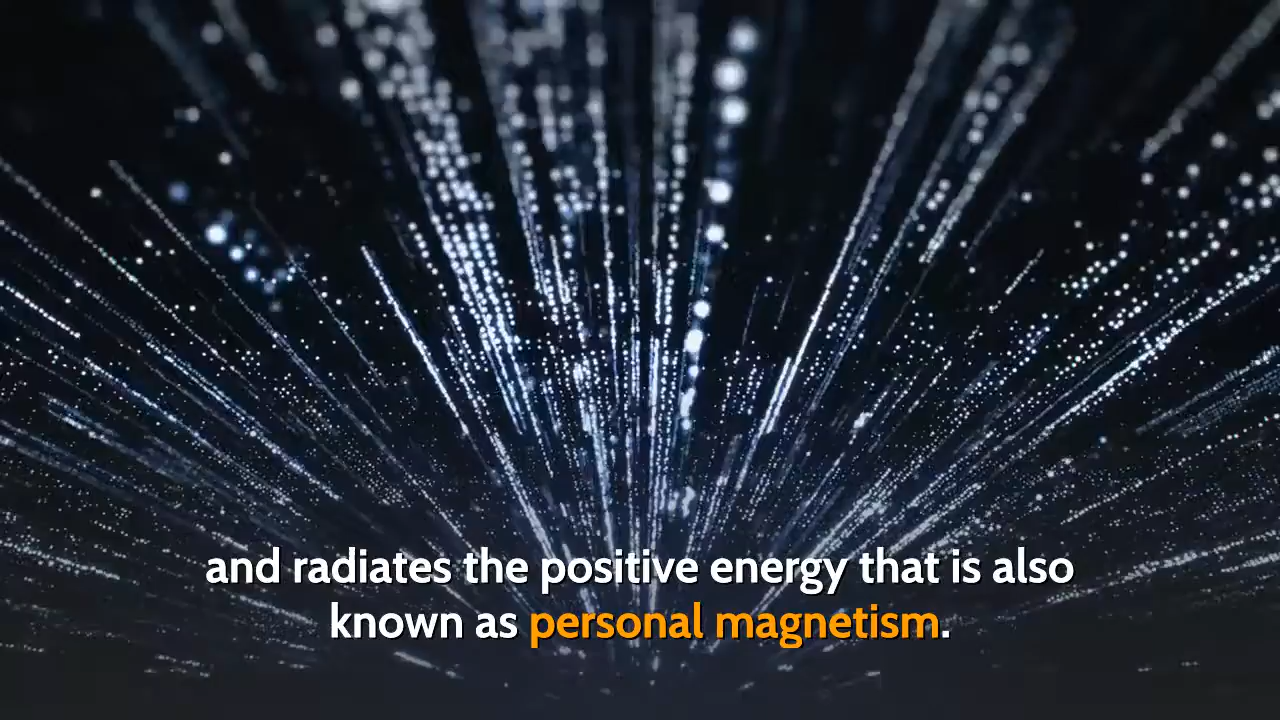 and radiates the positive energy that is also
known as personal magnetism.